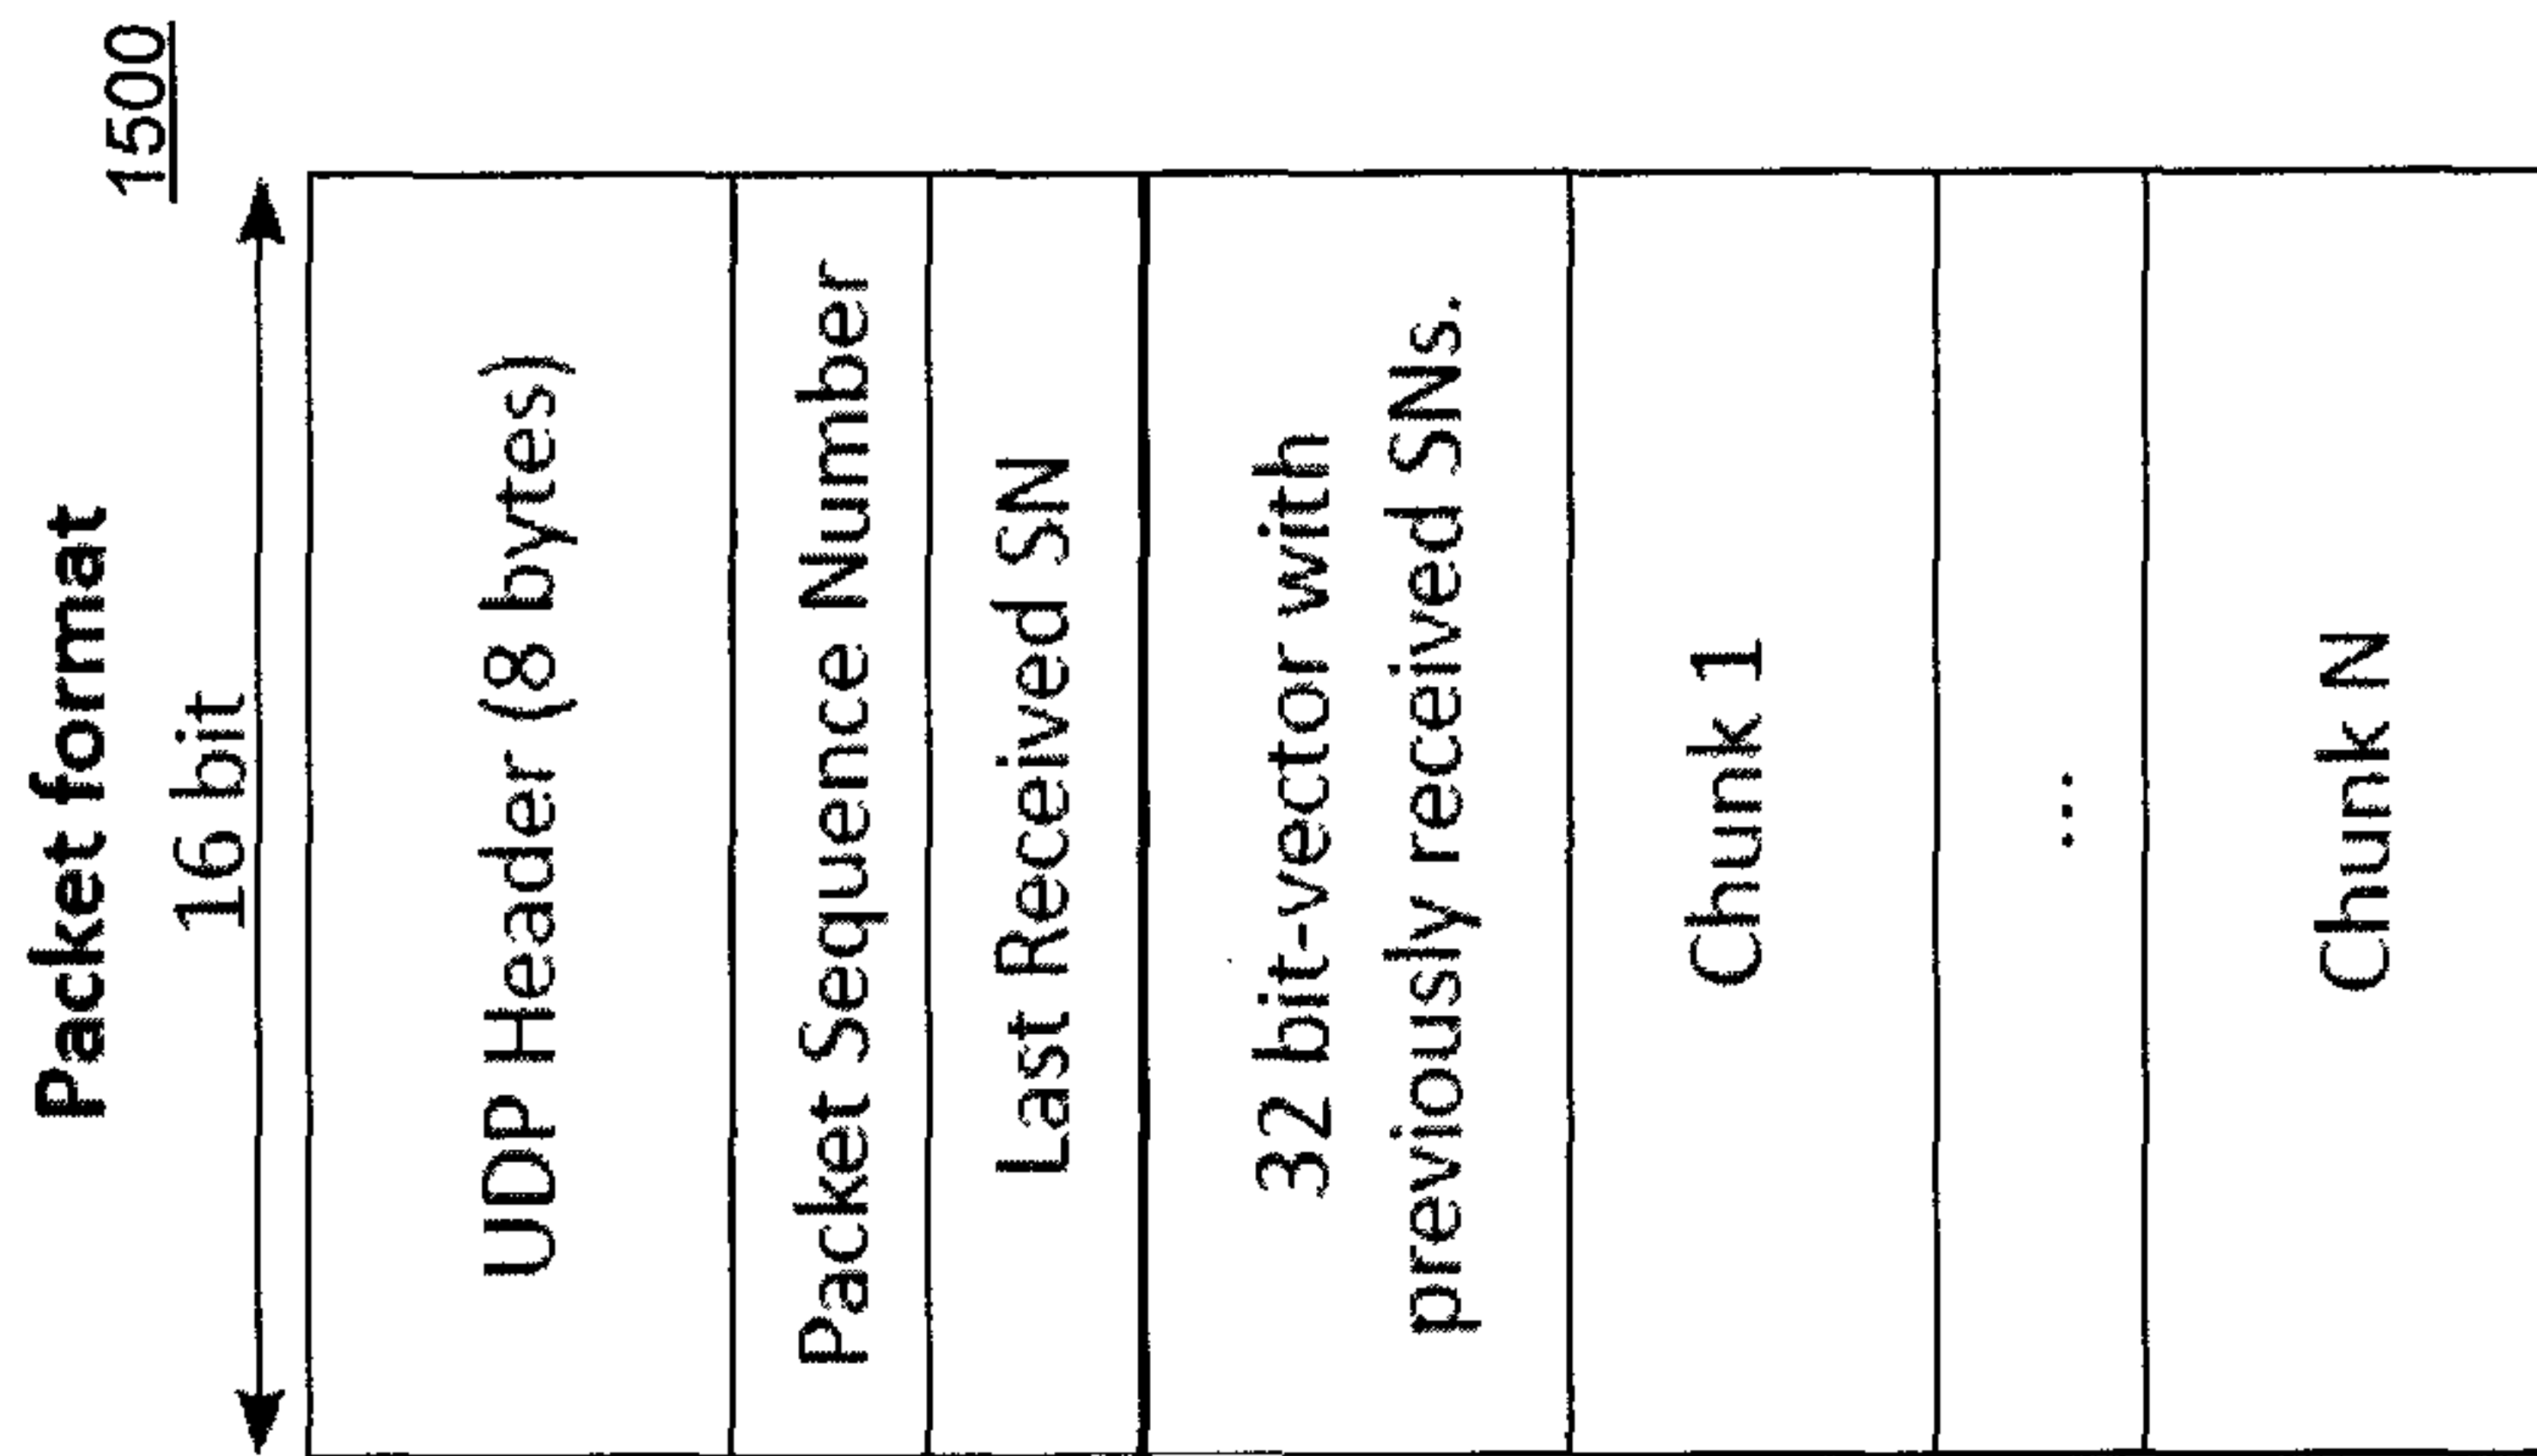 1500
Packet format
16 bit
UDP Header (8 bytes)
Packet Sequence Number
Last Received SN
32 bit-vector with
previously received SNs.
Chunk 1
...
Chunk N